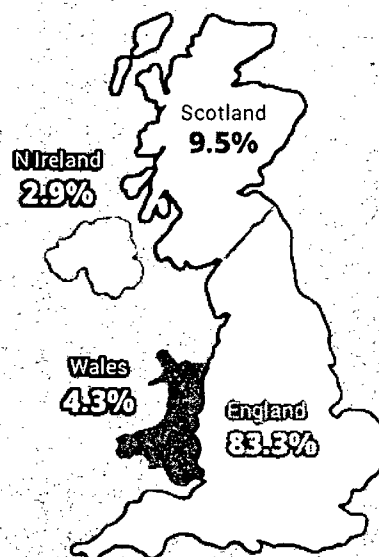 Scotland
9.5%
N Ireland
2.9%
Wales
4.3%
England
83.3%